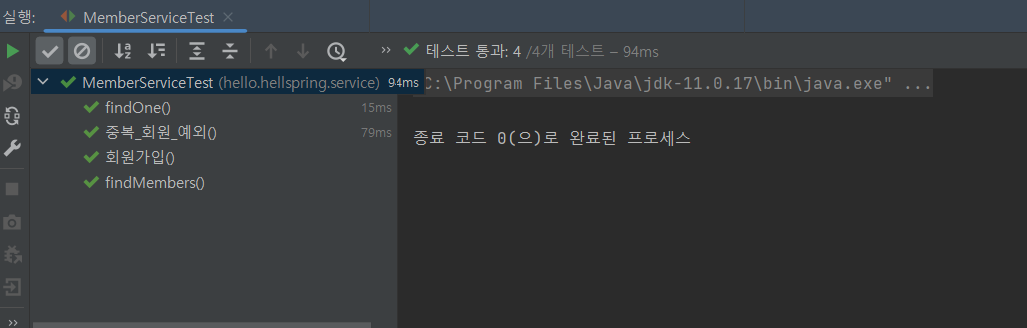 실행: MemberServiceTest ×
» 테스트 통과: 4 /4개 테스트 – 94ms
MemberServiceTest (hello.hellspring.service) 94ms
C:\Program Files\Java\jdk-11.0.17\bin\java.exe" ...
findOne() 15ms
중복_회원_예외() 79ms
종료 코드 0(으)로 완료된 프로세스
회원가입()
findMembers()
»